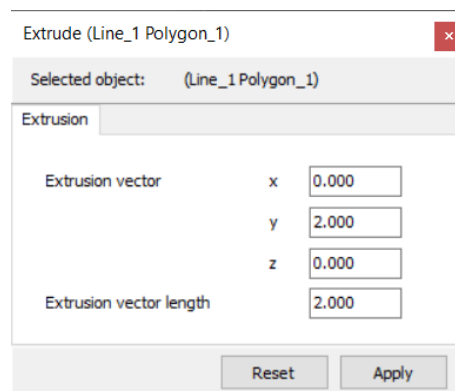 Extrude (Line_1 Polygon_1)
Selected object: (Line_1 Polygon_1)
Extrusion
Extrusion vector x 0.000
y 2.000
z 0.000
Extrusion vector length 2.000
Reset Apply